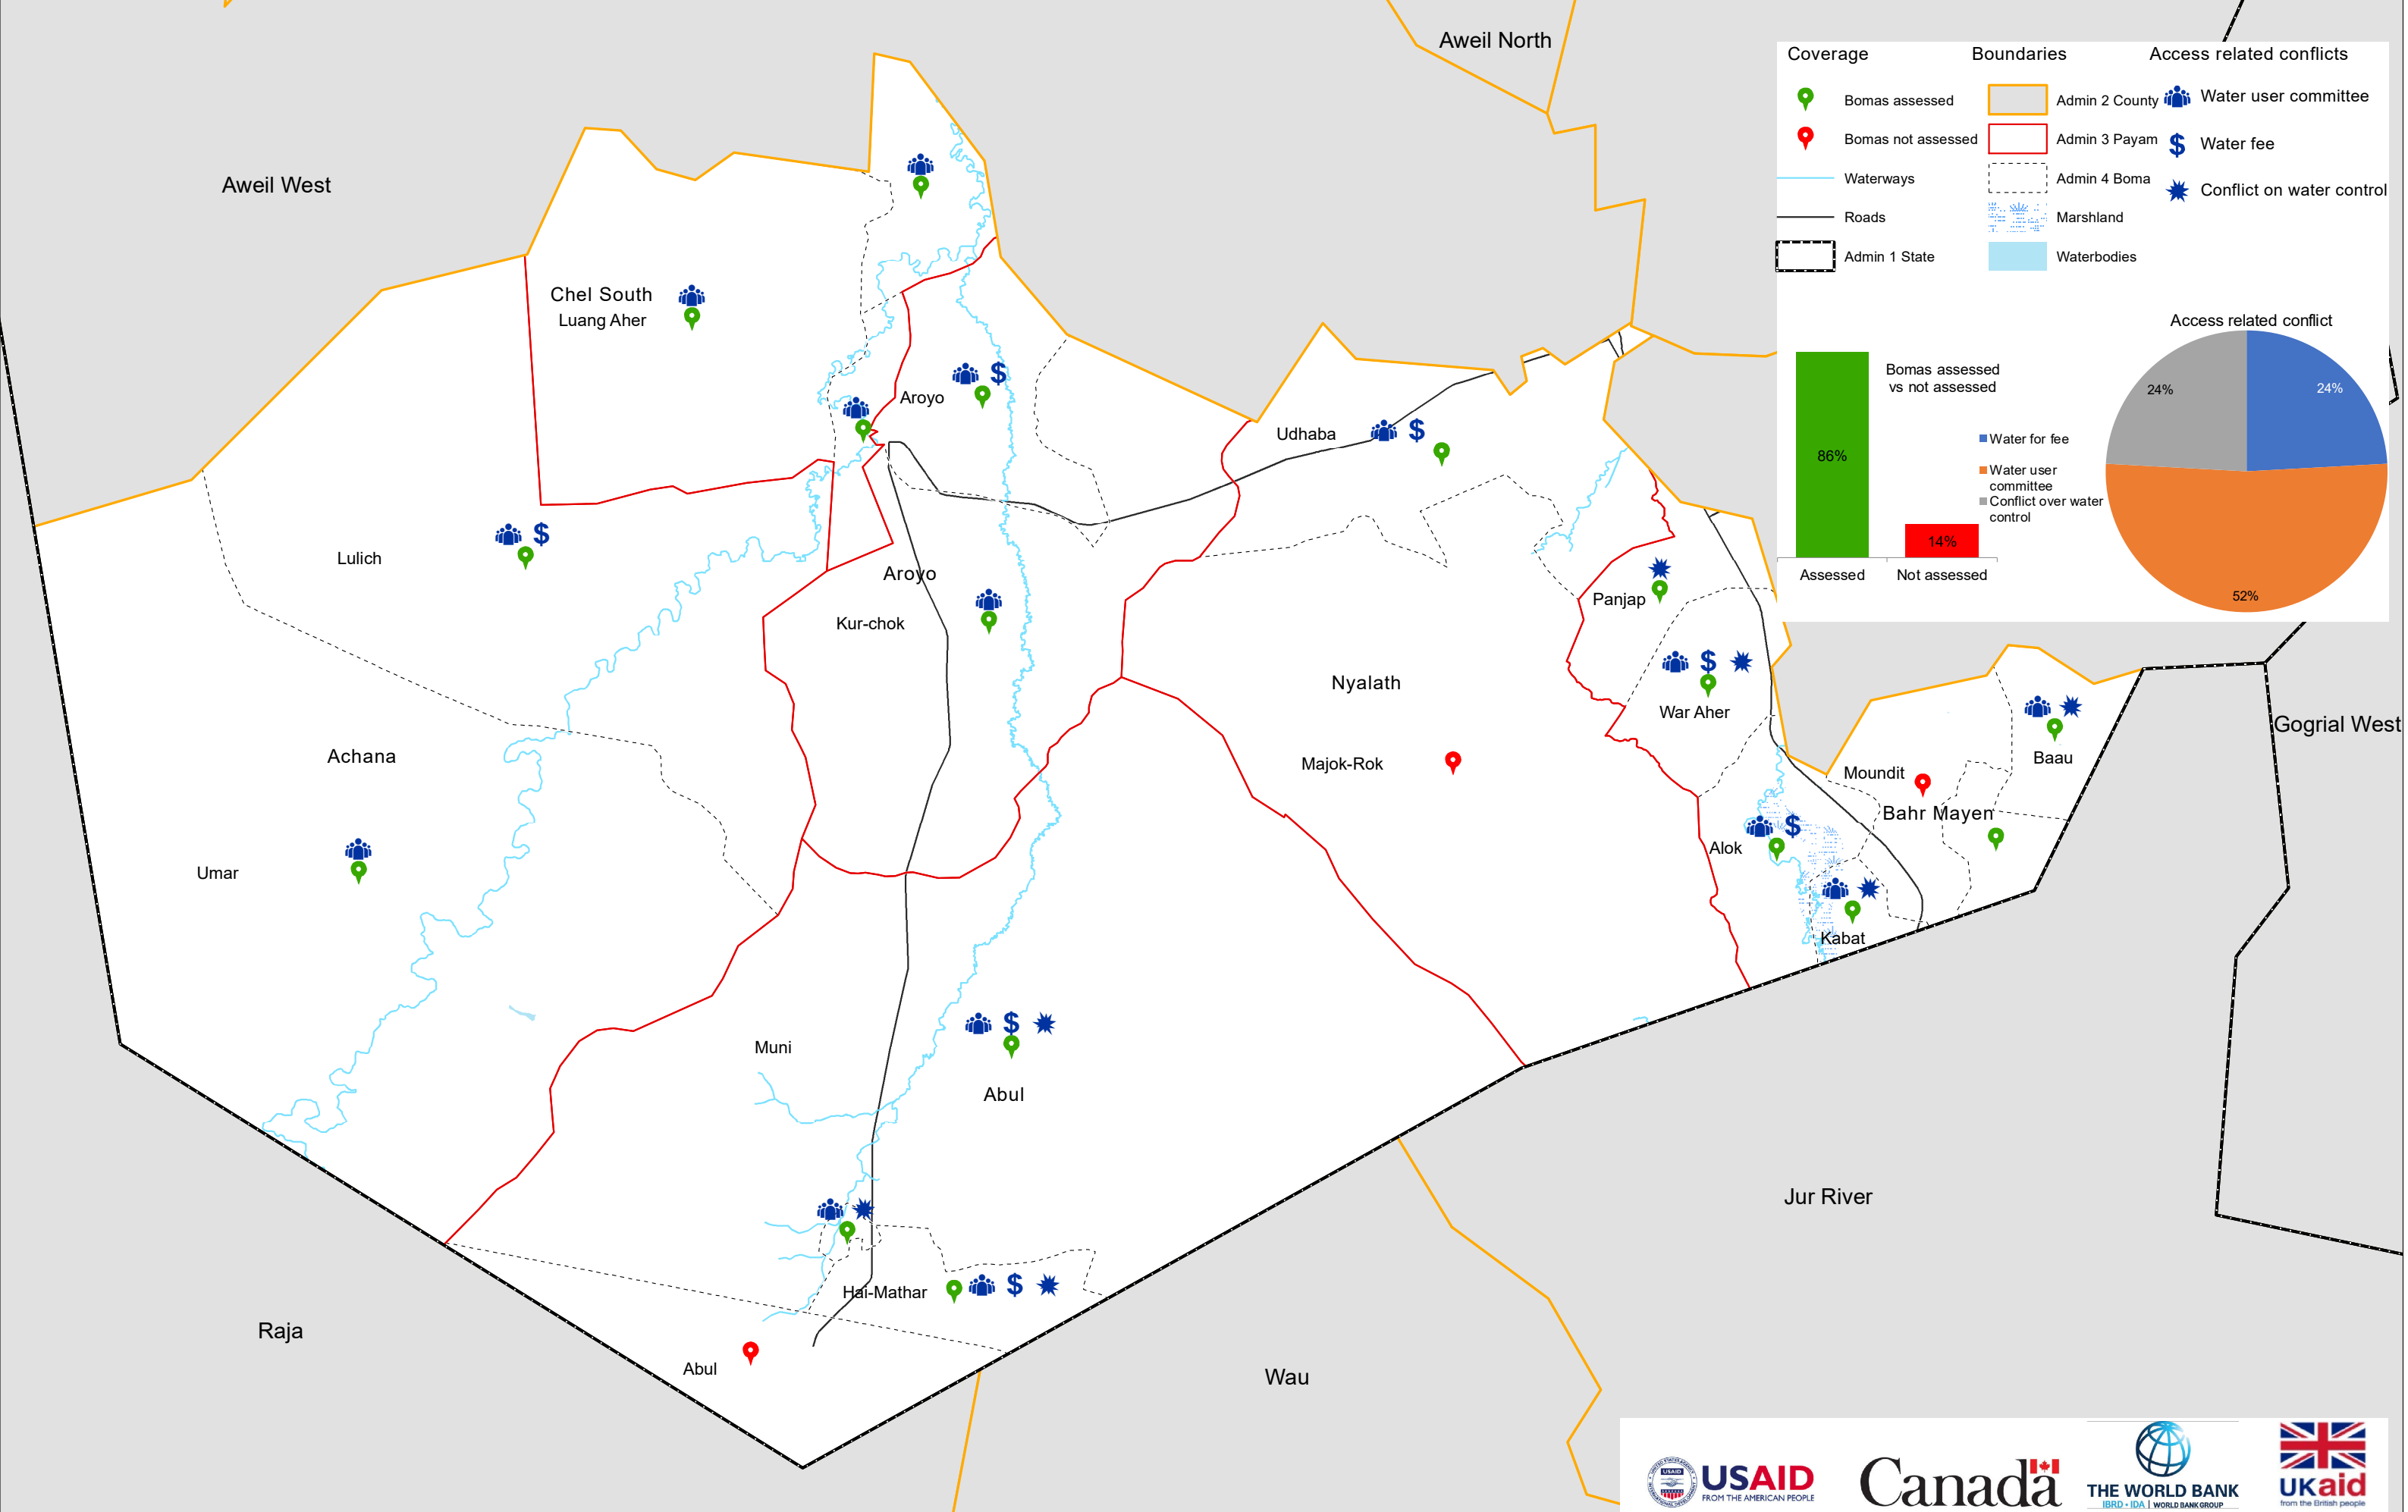 Aweil North
Aweil West
Coverage
Boundaries
Access related conflicts
Bomas assessed
Admin 2 County
Water user committee
Bomas not assessed
Admin 3 Payam
$ Water fee
Waterways
Admin 4 Boma
Conflict on water control
Roads
Marshland
Admin 1 State
Waterbodies
Access related conflict
Bomas assessed
vs not assessed
24%
24%
52%
86%
14%
Assessed
Not assessed
Water for fee
Water user
committee
Conflict over water
control
Chel South
Luang Aher
Aroyo
$
Udhaba
$
Lulich
$
Aroyo
Kur-chok
Panjap
Nyalath
$
War Aher
Majok-Rok
Gogrial West
Baau
Moundit
Bahr Mayen
Achana
Umar
Alok
$
Kabat
Muni
$
Abul
Hai-Mathar
$
Abul
Raja
Jur River
Wau
USAID
USAID
FROM THE AMERICAN PEOPLE
Canada
THE WORLD BANK
IBRD • IDA | WORLD BANK GROUP
UKaid
from the British people